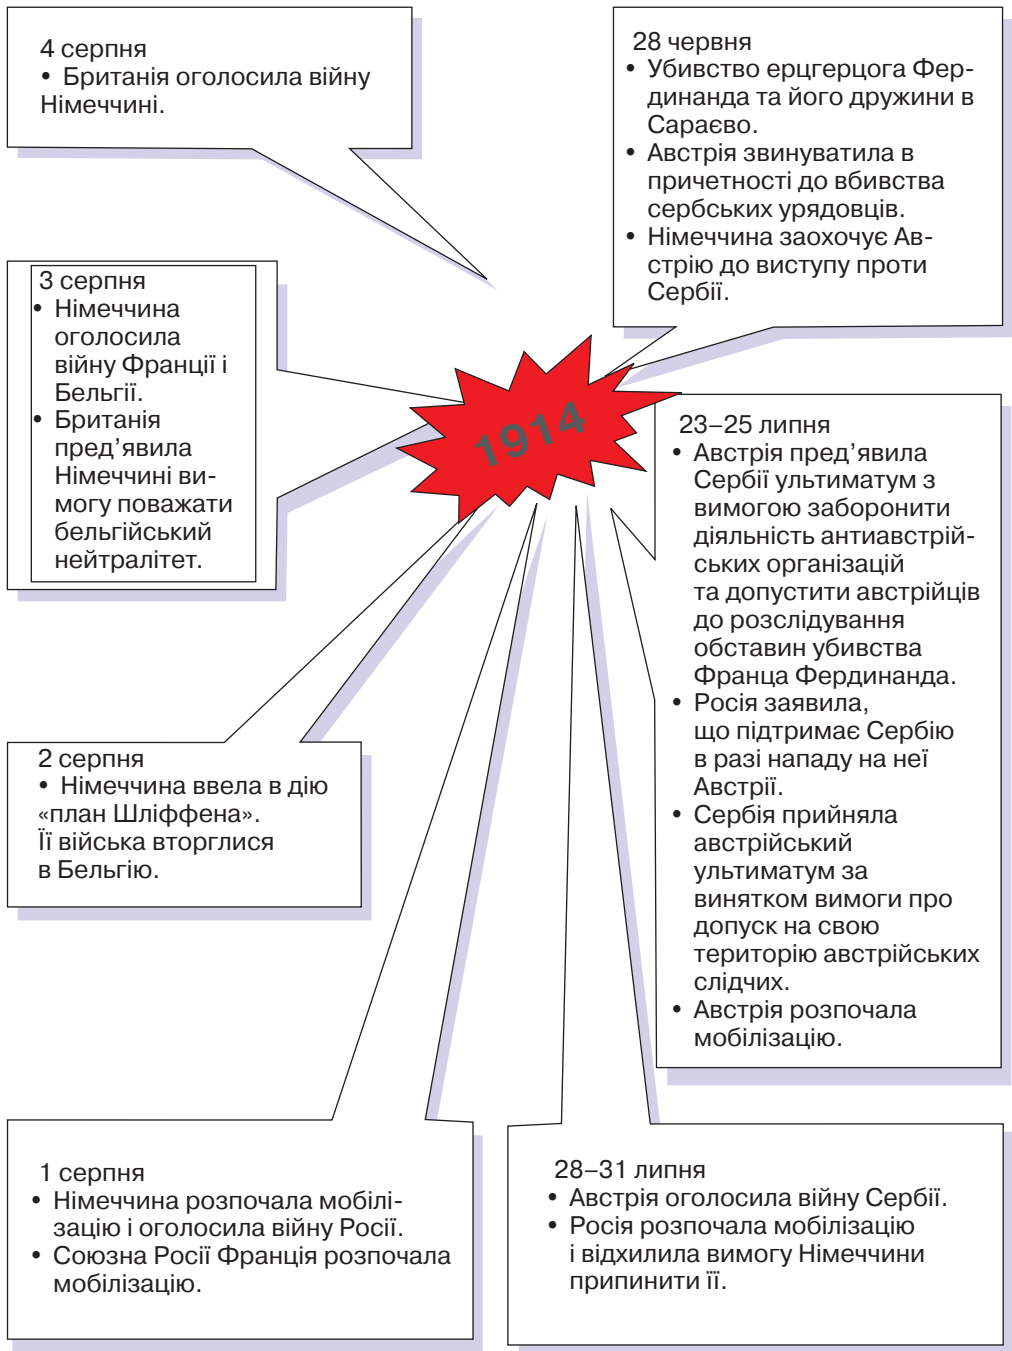 4 серпня
• Британія оголосила війну
Німеччині.
28 червня
• Убивство ерцгерцога Фер-
динанда та його дружини в
Сараєво.
• Австрія звинуватила в
причетності до вбивства
сербських урядовців.
• Німеччина заохочує Ав-
стрію до виступу проти
Сербії.
3 серпня
• Німеччина
оголосила
війну Франції і
Бельгії.
• Британія
пред’явила
Німеччині ви-
могу поважати
бельгійський
нейтралітет.
1914
23–25 липня
• Австрія пред’явила
Сербії ультиматум з
вимогою заборонити
діяльність антиавстрій-
ських організацій
та допустити австрійців
до розслідування
обставин убивства
Франца Фердинанда.
• Росія заявила,
що підтримає Сербію
в разі нападу на неї
Австрії.
• Сербія прийняла
австрійський
ультиматум за
винятком вимоги про
допуск на свою
територію австрійських
слідчих.
• Австрія розпочала
мобілізацію.
2 серпня
• Німеччина ввела в дію
«план Шліффена».
Її війська вторглися
в Бельгію.
1 серпня
• Німеччина розпочала мобілі-
зацію і оголосила війну Росії.
• Союзна Росії Франція розпочала
мобілізацію.
28–31 липня
• Австрія оголосила війну Сербії.
• Росія розпочала мобілізацію
і відхилила вимогу Німеччини
припинити її.